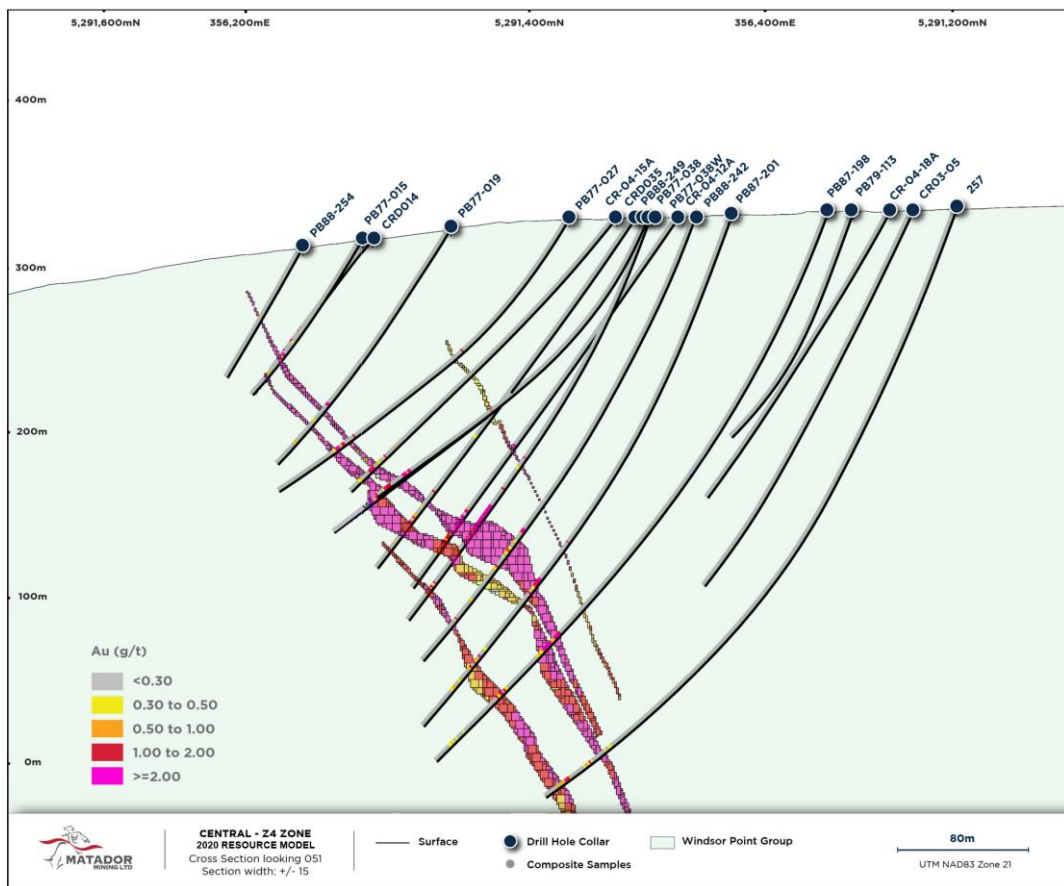 5,291,600mN 356,200mE 5,291,400mN 356,400mE 5,291,200mN
400m
300m
200m
100m
0m
PB88-254
PB77-015
CRD014
PB77-019
PB77-027
CR-04-15A
CRD035
PB88-249
PB77-038
PB77-038W
CR-04-12A
PB88-242
PB87-201
PB87-198
PB79-113
CR-04-18A
CR03-05
257
Au (g/t)
<0.30
0.30 to 0.50
0.50 to 1.00
1.00 to 2.00
>=2.00
MATADOR
MINING LTD
CENTRAL - Z4 ZONE
2020 RESOURCE MODEL
Cross Section looking 051
Section width: +/- 15
Surface
Drill Hole Collar
Composite Samples
Windsor Point Group
80m
UTM NAD83 Zone 21